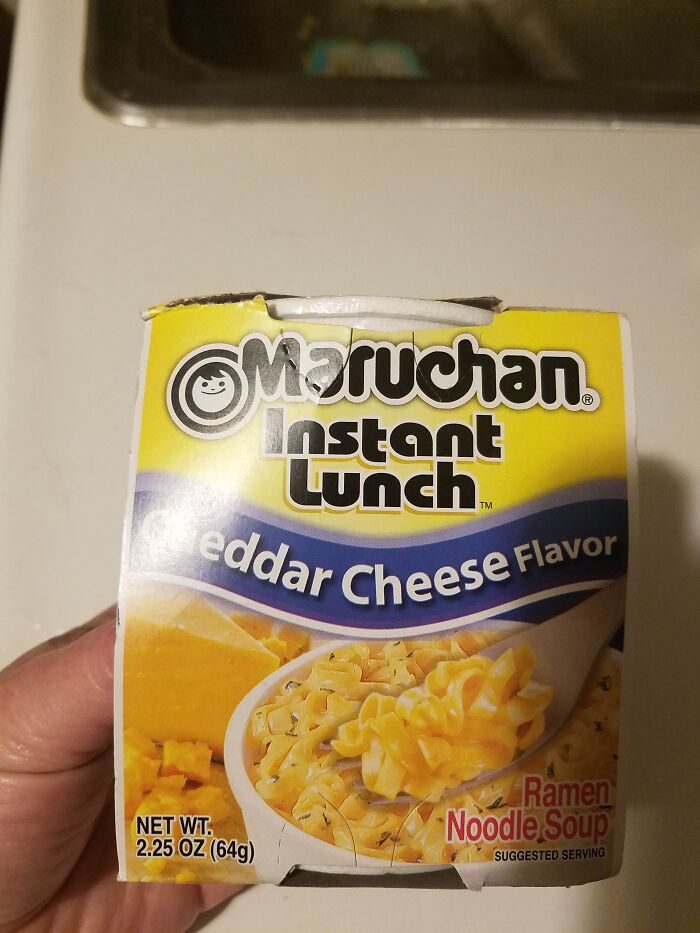 Maruchan®
Instant
Lunch™
Cheddar Cheese Flavor
Ramen
Noodle Soup
NET WT.
2.25 OZ (64g)
SUGGESTED SERVING